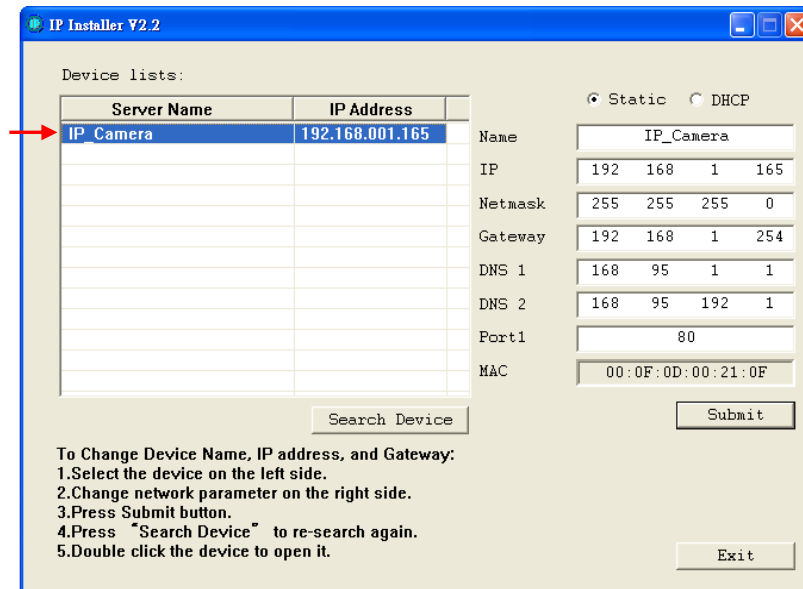 IP Installer V2.2
Device lists:
Server Name IP Address
IP_Camera 192.168.001.165
Static DHCP
Name IP_Camera
IP 192 168 1 165
Netmask 255 255 255 0
Gateway 192 168 1 254
DNS 1 168 95 1 1
DNS 2 168 95 192 1
Port1 80
MAC 00:0F:0D:00:21:0F
Search Device
Submit
To Change Device Name, IP address, and Gateway:
1.Select the device on the left side.
2.Change network parameter on the right side.
3.Press Submit button.
4.Press “Search Device” to re-search again.
5.Double click the device to open it.
Exit